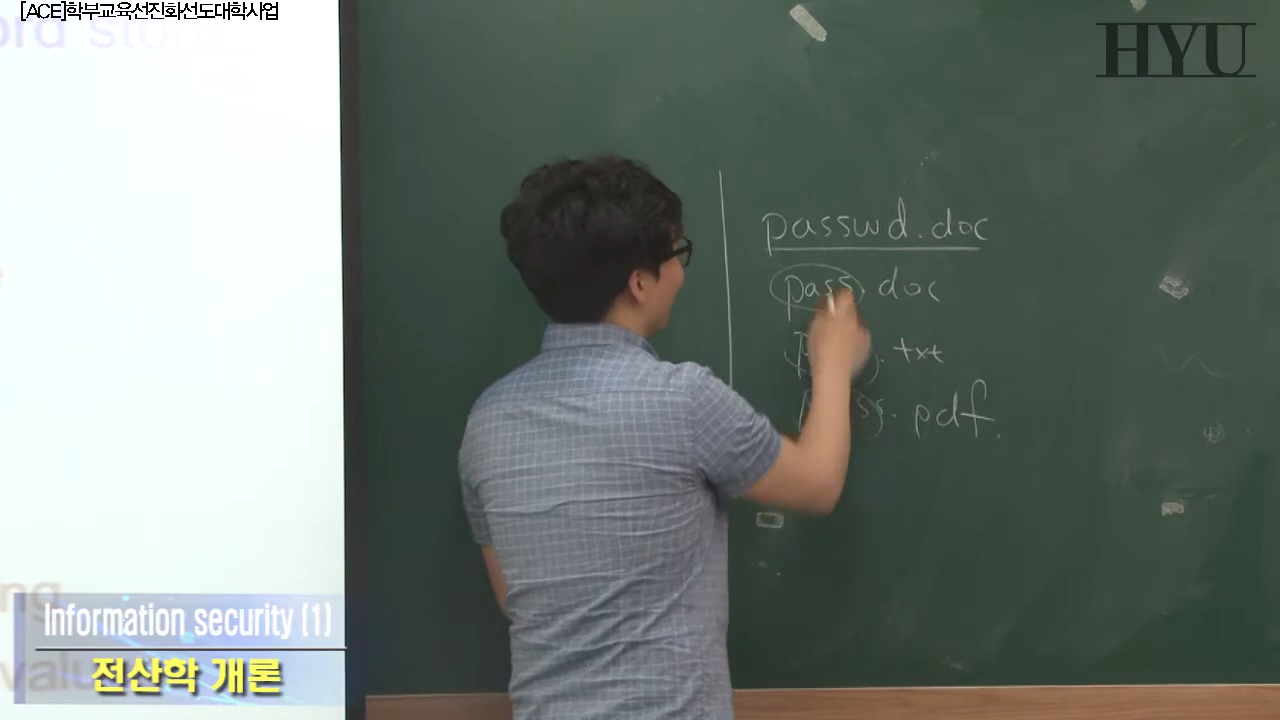 [ACE]학부교육선진화선도대학사업
HYU
passwd.doc
pass.doc
.txt
.pdf.
Information security (1)
전산학 개론